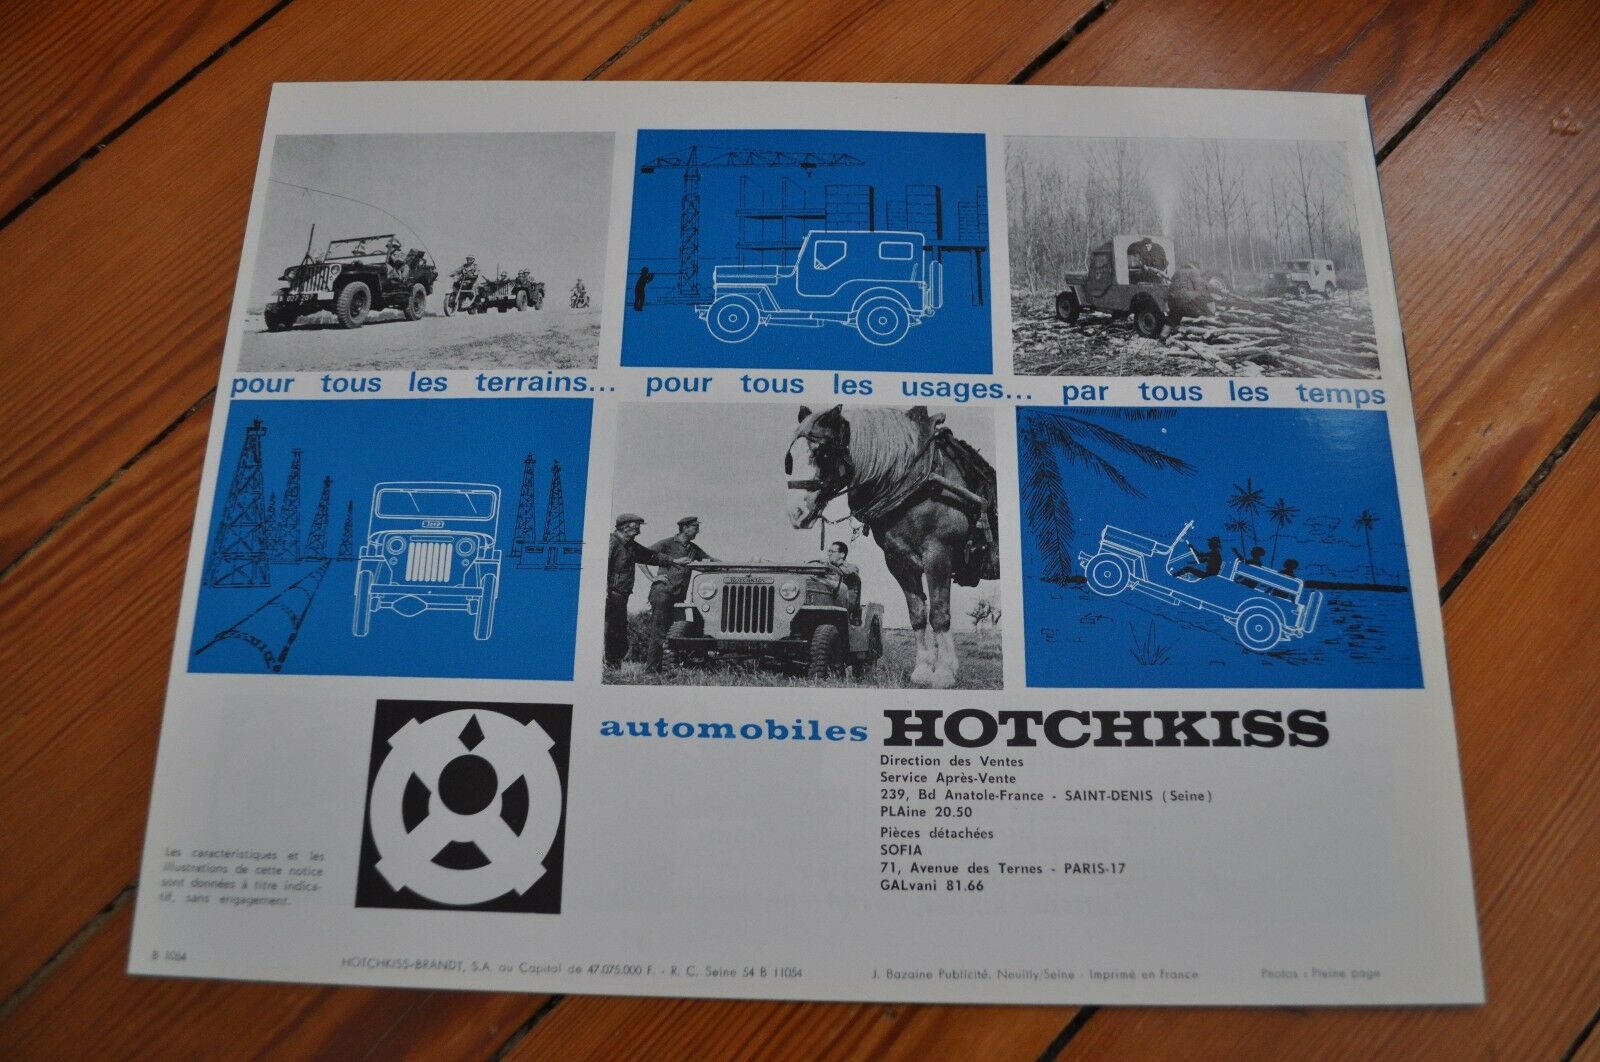 pour tous les terrains... pour tous les usages... par tous les temps
Jeep
HOTCHKISS
automobiles HOTCHKISS
Direction des Ventes
Service Après-Vente
239, Bd Anatole-France - SAINT-DENIS (Seine)
PLAine 20.50
Pièces détachées
SOFIA
71, Avenue des Ternes - PARIS-17
GALvani 81.66
Les caractéristiques et les
illustrations de cette notice
sont données à titre indica-
tif, sans engagement.
B 1064
HOTCHKISS-BRANDT, S.A. au Capital de 47.075.000 F. - R. C. Seine 54 B 11054
J. Bazaine Publicité, Neuilly/Seine - Imprimé en France
Photos : Pleine page